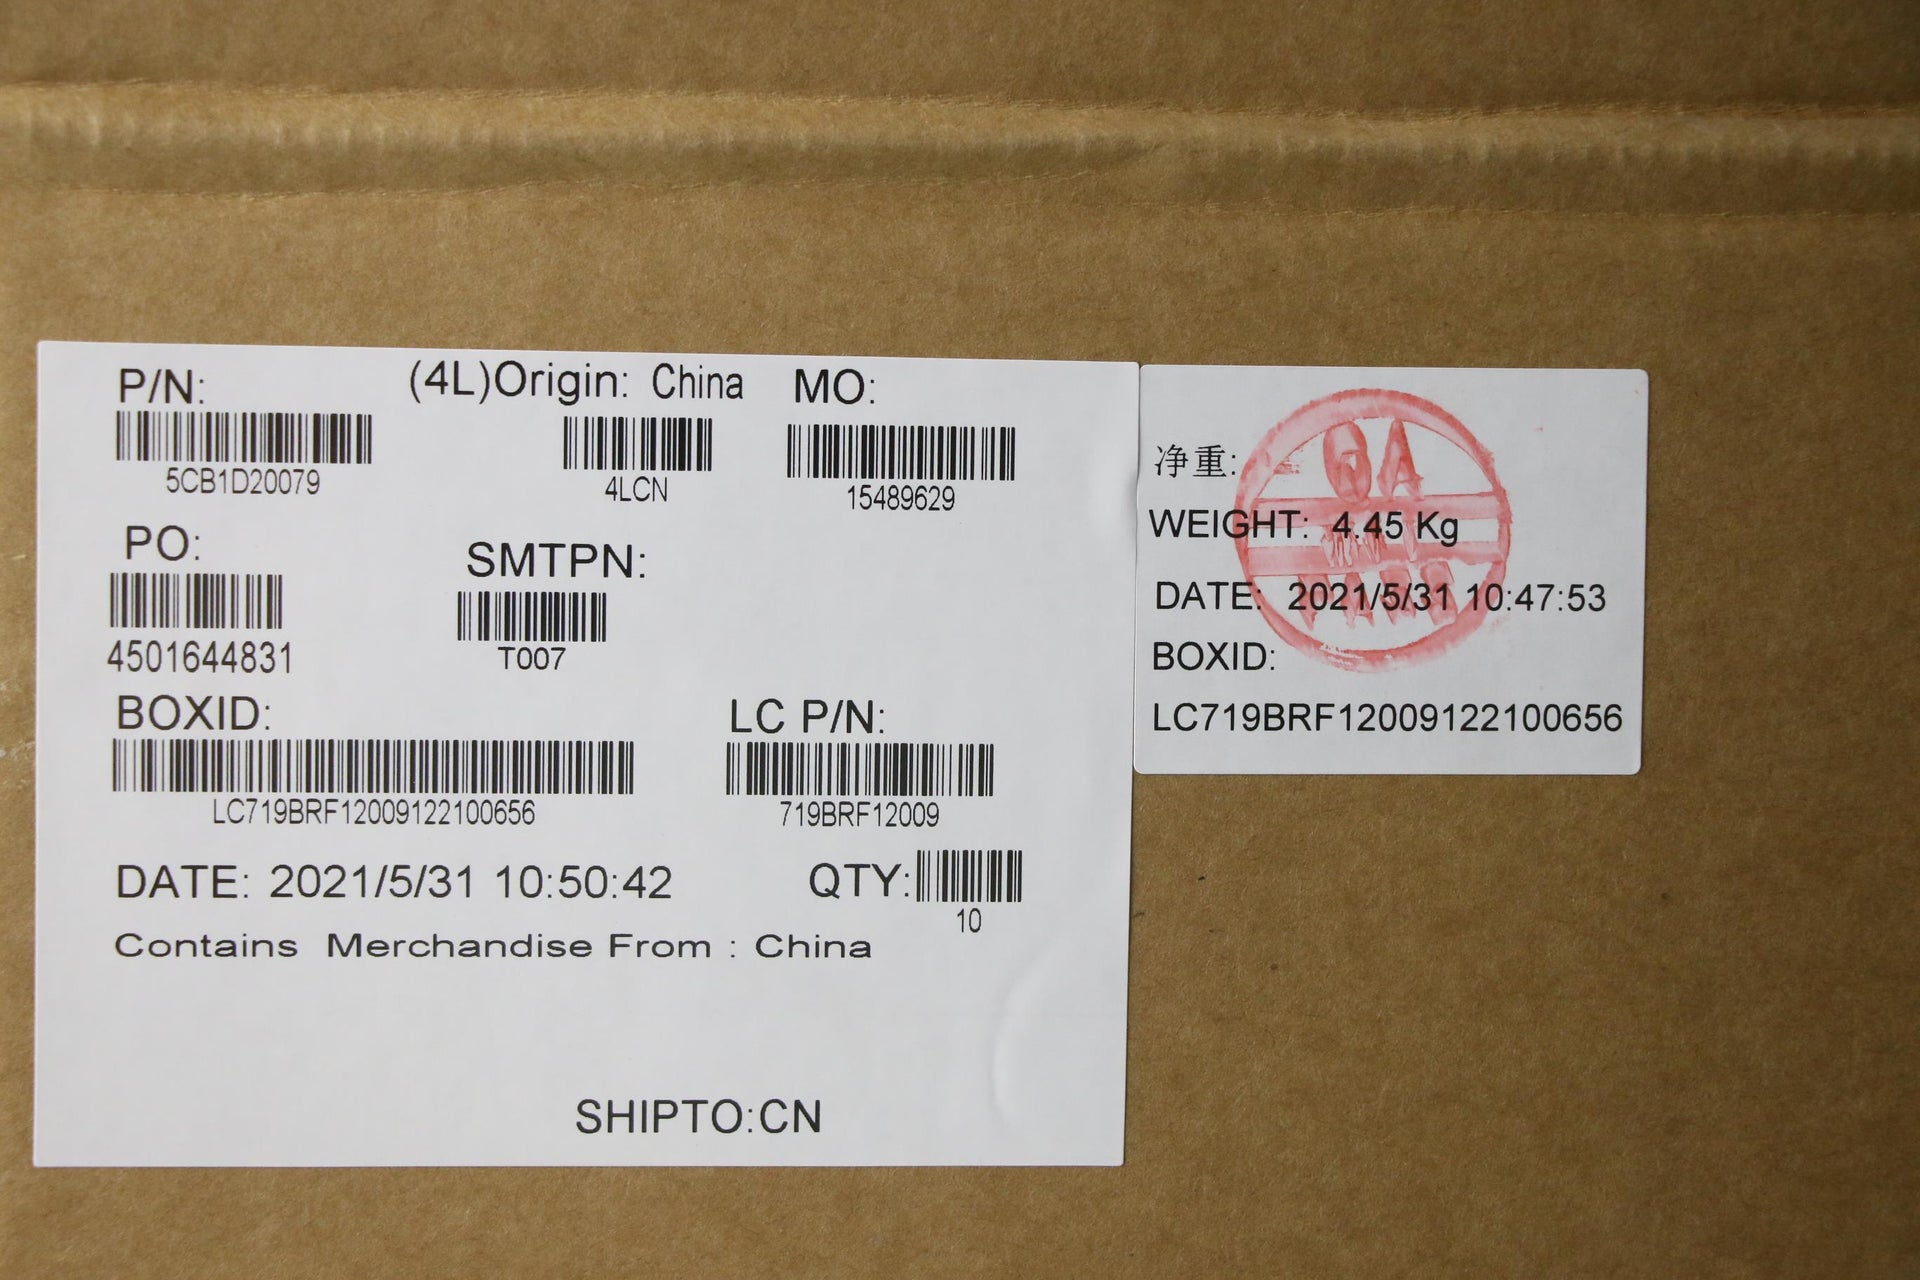 P/N: (4L)Origin: China MO:
5CB1D20079 4LCN 15489629
PO: SMTPN:
4501644831 T007
BOXID: LC P/N:
LC719BRF12009122100656 719BRF12009
DATE: 2021/5/31 10:50:42 QTY:
10
Contains Merchandise From : China
SHIPTO:CN
QA
净重:
WEIGHT: 4.45 Kg
DATE: 2021/5/31 10:47:53
BOXID:
LC719BRF12009122100656